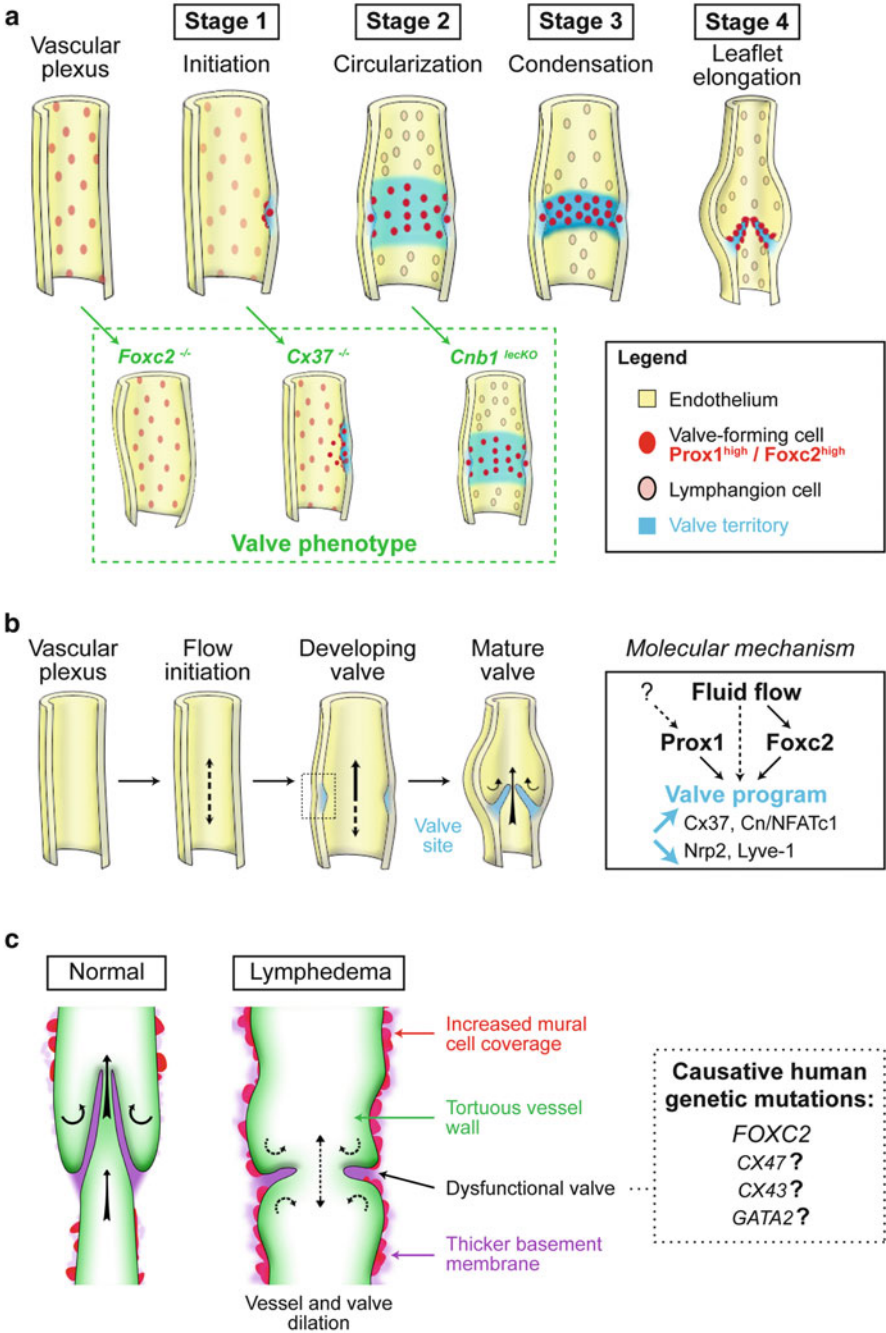 a
Stage 1
Stage 2
Stage 3
Stage 4
Vascular
plexus
Initiation
Circularization
Condensation
Leaflet
elongation
Foxc2 -/-
Cx37 -/-
Cnb1 lecKO
Valve phenotype
Legend
Endothelium
Valve-forming cell
Prox1high / Foxc2high
Lymphangion cell
Valve territory
b
Vascular
plexus
Flow
initiation
Developing
valve
Mature
valve
Valve
site
Molecular mechanism
? Fluid flow
Prox1 Foxc2
Valve program
Cx37, Cn/NFATc1
Nrp2, Lyve-1
c
Normal
Lymphedema
Increased mural
cell coverage
Tortuous vessel
wall
Dysfunctional valve
Thicker basement
membrane
Vessel and valve
dilation
Causative human
genetic mutations:
FOXC2
CX47 ?
CX43 ?
GATA2 ?